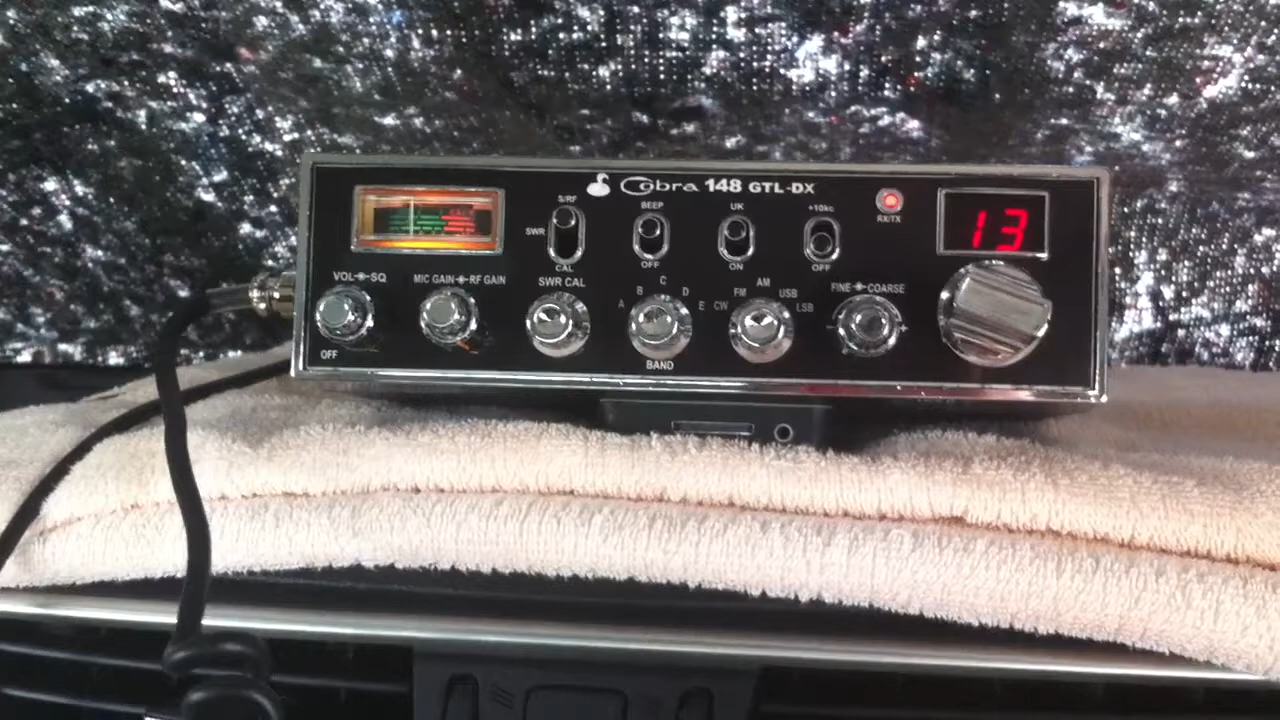 Cobra 148 GTL-DX
S/RF
SWR
CAL
BEEP
OFF
UK
ON
+10kc
OFF
RX/TX
13
VOL SQ
OFF
MIC GAIN RF GAIN
SWR CAL
A B C D E
BAND
CW FM AM USB LSB
FINE COARSE
- +